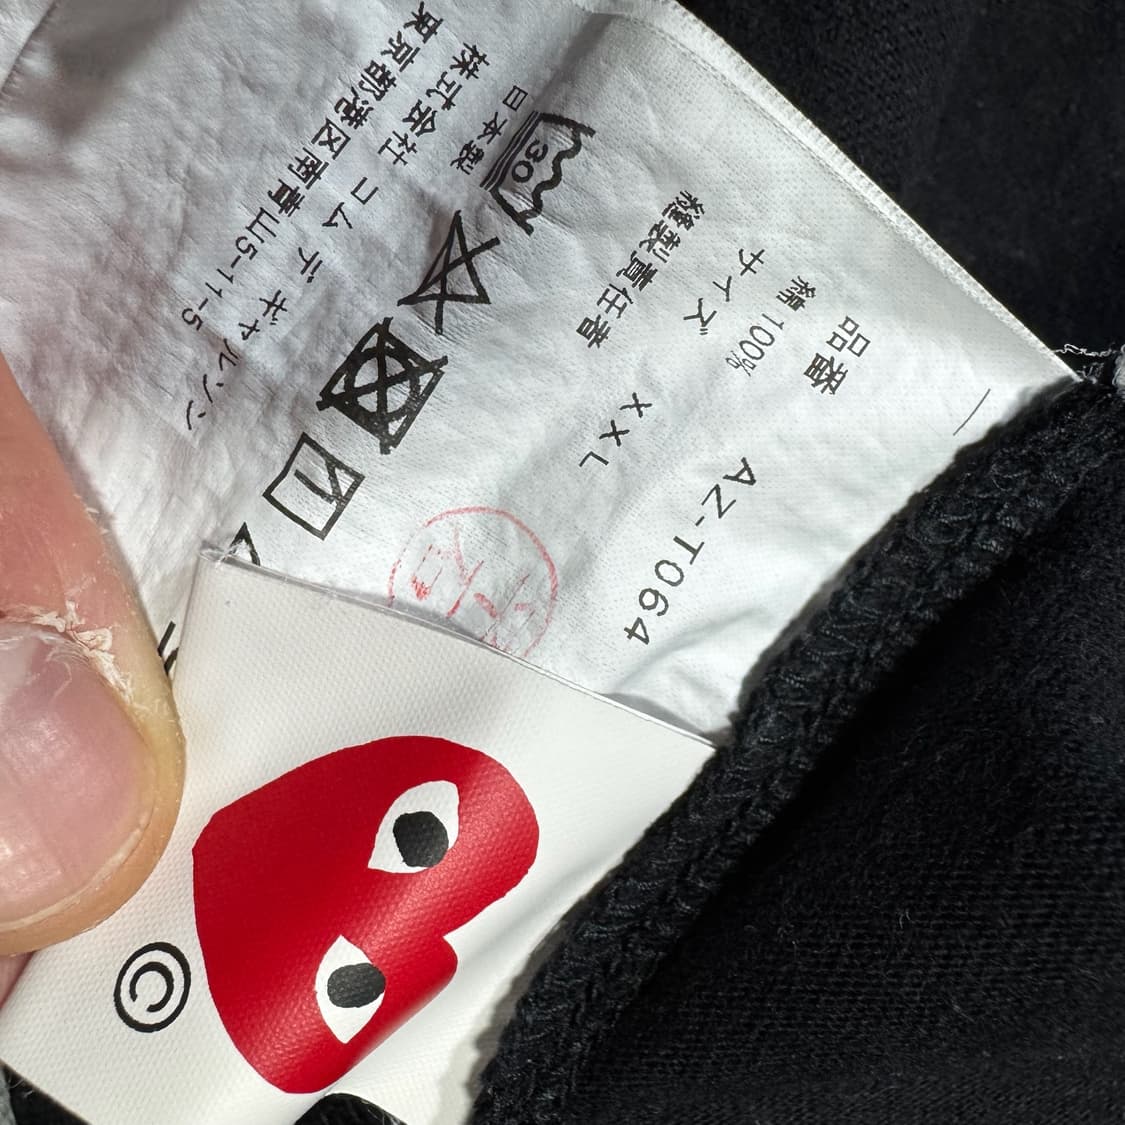 品番 AZ-T064
綿 100%
サイズ XXL
縫製責任者
30
日本製
株式会社 コム デ ギャルソン
東京都港区南青山5-1-5
©